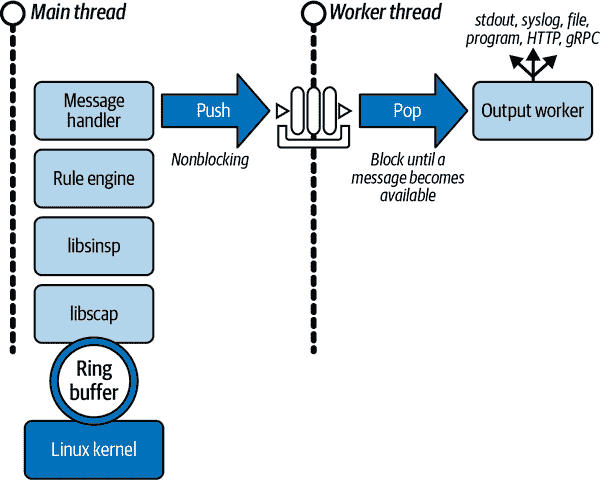 Main thread
Worker thread
stdout, syslog, file,
program, HTTP, gRPC
Message
handler
Push
Pop
Output worker
Nonblocking
Block until a
message becomes
available
Rule engine
libsinsp
libscap
Ring
buffer
Linux kernel